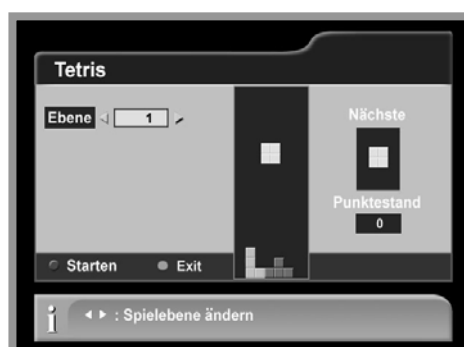 Tetris
Ebene ◁ 1 ▷
Nächste
Punktestand
0
Starten Exit
i ◄ ► : Spielebene ändern